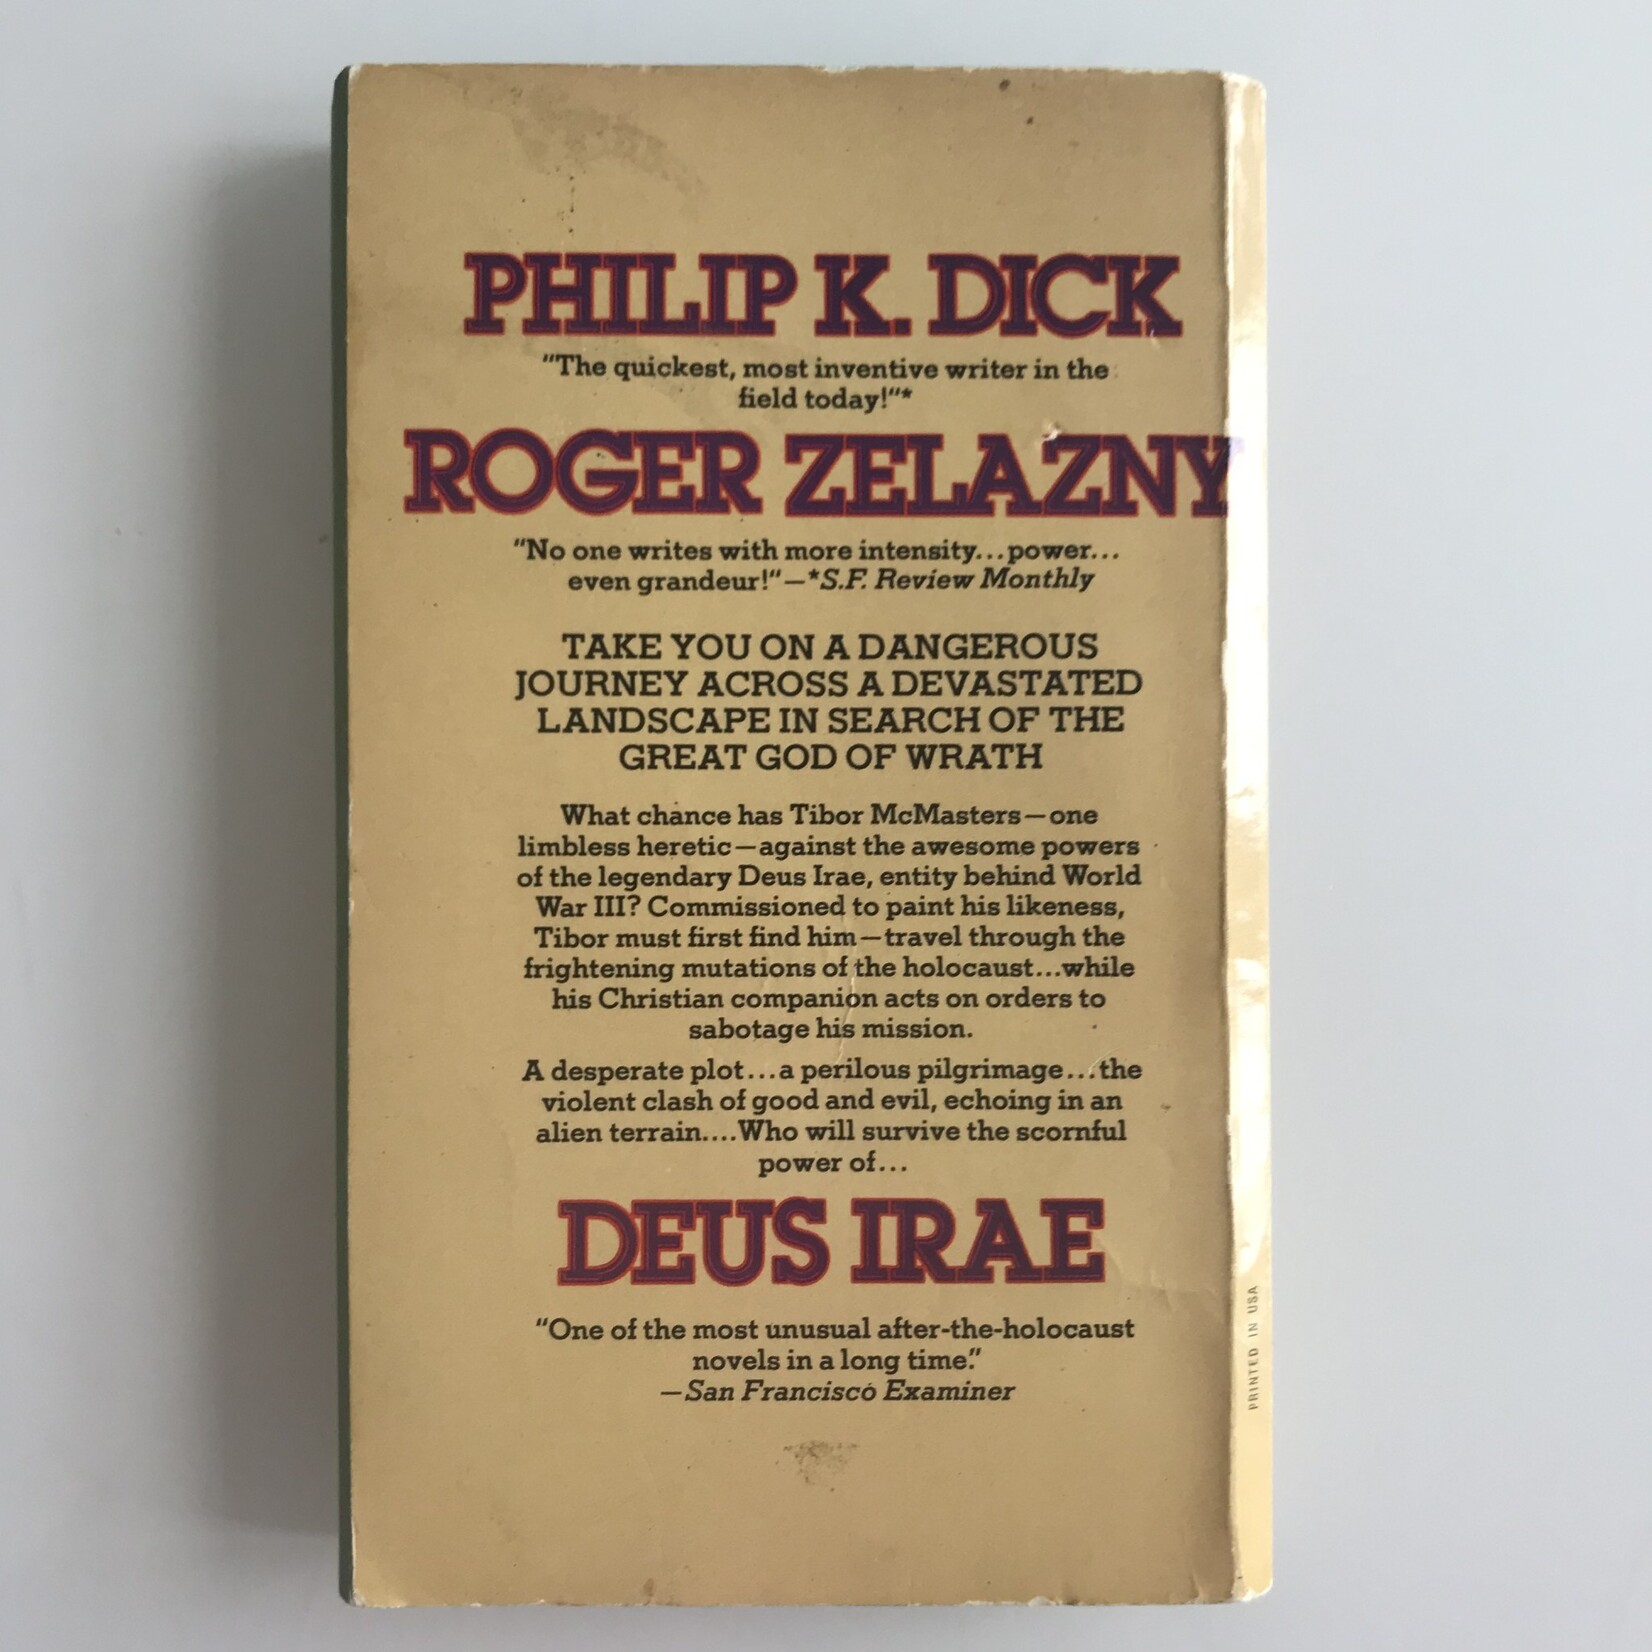 PHILIP K. DICK
"The quickest, most inventive writer in the
field today!"*
ROGER ZELAZNY
"No one writes with more intensity...power...
even grandeur!"—*S.F. Review Monthly
TAKE YOU ON A DANGEROUS
JOURNEY ACROSS A DEVASTATED
LANDSCAPE IN SEARCH OF THE
GREAT GOD OF WRATH
What chance has Tibor McMasters—one
limbless heretic—against the awesome powers
of the legendary Deus Irae, entity behind World
War III? Commissioned to paint his likeness,
Tibor must first find him—travel through the
frightening mutations of the holocaust...while
his Christian companion acts on orders to
sabotage his mission.
A desperate plot...a perilous pilgrimage...the
violent clash of good and evil, echoing in an
alien terrain....Who will survive the scornful
power of...
DEUS IRAE
"One of the most unusual after-the-holocaust
novels in a long time."
—San Francisco Examiner
PRINTED IN USA